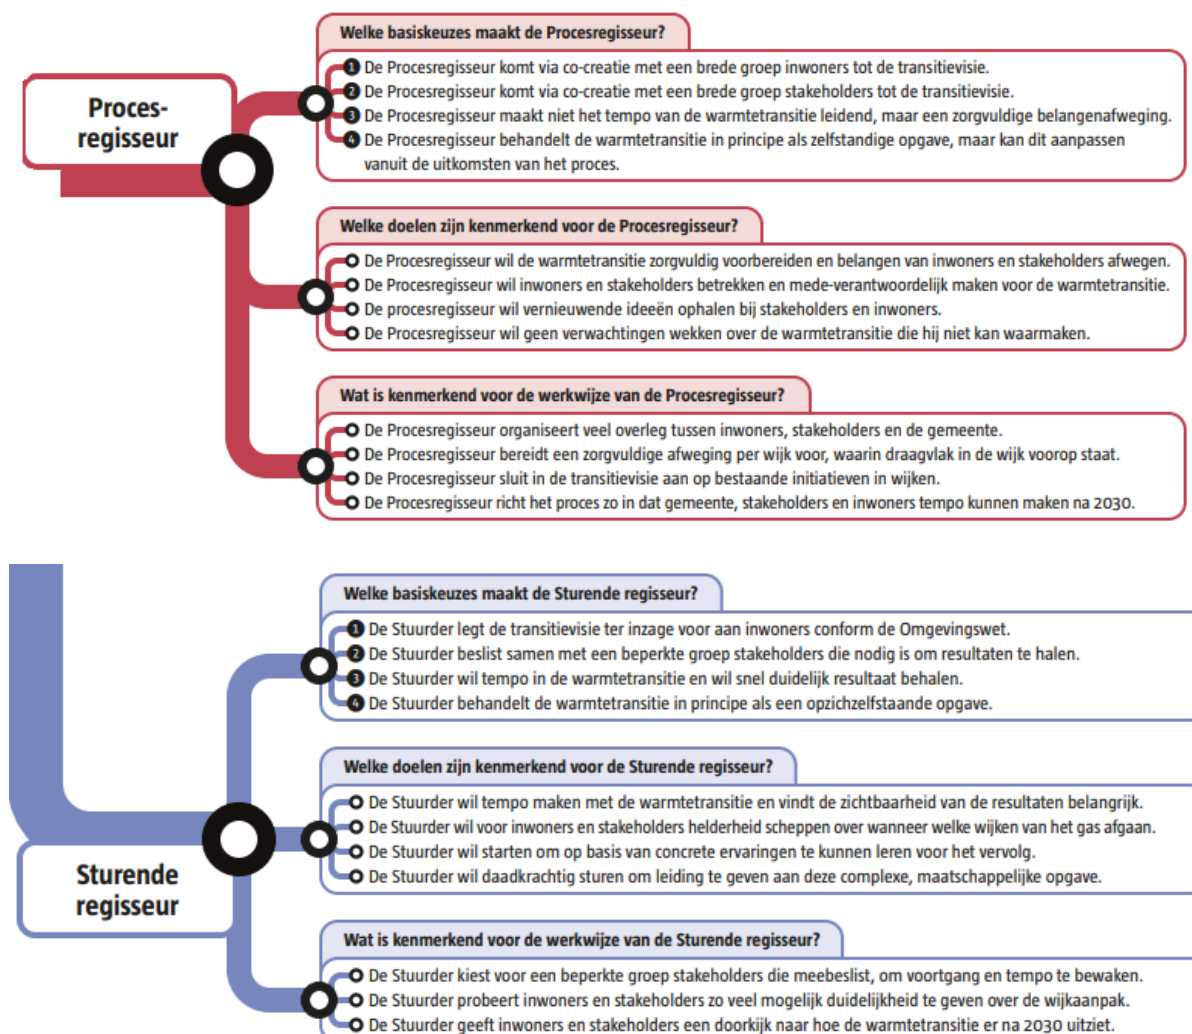 Proces-
regisseur
Welke basiskeuzes maakt de Procesregisseur?
1 De Procesregisseur komt via co-creatie met een brede groep inwoners tot de transitievisie.
2 De Procesregisseur komt via co-creatie met een brede groep stakeholders tot de transitievisie.
3 De Procesregisseur maakt niet het tempo van de warmtetransitie leidend, maar een zorgvuldige belangenafweging.
4 De Procesregisseur behandelt de warmtetransitie in principe als zelfstandige opgave, maar kan dit aanpassen
vanuit de uitkomsten van het proces.
Welke doelen zijn kenmerkend voor de Procesregisseur?
De Procesregisseur wil de warmtetransitie zorgvuldig voorbereiden en belangen van inwoners en stakeholders afwegen.
De Procesregisseur wil inwoners en stakeholders betrekken en mede-verantwoordelijk maken voor de warmtetransitie.
De procesregisseur wil vernieuwende ideeën ophalen bij stakeholders en inwoners.
De Procesregisseur wil geen verwachtingen wekken over de warmtetransitie die hij niet kan waarmaken.
Wat is kenmerkend voor de werkwijze van de Procesregisseur?
De Procesregisseur organiseert veel overleg tussen inwoners, stakeholders en de gemeente.
De Procesregisseur bereidt een zorgvuldige afweging per wijk voor, waarin draagvlak in de wijk voorop staat.
De Procesregisseur sluit in de transitievisie aan op bestaande initiatieven in wijken.
De Procesregisseur richt het proces zo in dat gemeente, stakeholders en inwoners tempo kunnen maken na 2030.
Sturende
regisseur
Welke basiskeuzes maakt de Sturende regisseur?
1 De Stuurder legt de transitievisie ter inzage voor aan inwoners conform de Omgevingswet.
2 De Stuurder beslist samen met een beperkte groep stakeholders die nodig is om resultaten te halen.
3 De Stuurder wil tempo in de warmtetransitie en wil snel duidelijk resultaat behalen.
4 De Stuurder behandelt de warmtetransitie in principe als een opzichzelfstaande opgave.
Welke doelen zijn kenmerkend voor de Sturende regisseur?
De Stuurder wil tempo maken met de warmtetransitie en vindt de zichtbaarheid van de resultaten belangrijk.
De Stuurder wil voor inwoners en stakeholders helderheid scheppen over wanneer welke wijken van het gas afgaan.
De Stuurder wil starten om op basis van concrete ervaringen te kunnen leren voor het vervolg.
De Stuurder wil daadkrachtig sturen om leiding te geven aan deze complexe, maatschappelijke opgave.
Wat is kenmerkend voor de werkwijze van de Sturende regisseur?
De Stuurder kiest voor een beperkte groep stakeholders die meebeslist, om voortgang en tempo te bewaken.
De Stuurder probeert inwoners en stakeholders zo veel mogelijk duidelijkheid te geven over de wijkaanpak.
De Stuurder geeft inwoners en stakeholders een doorkijk naar hoe de warmtetransitie er na 2030 uitziet.